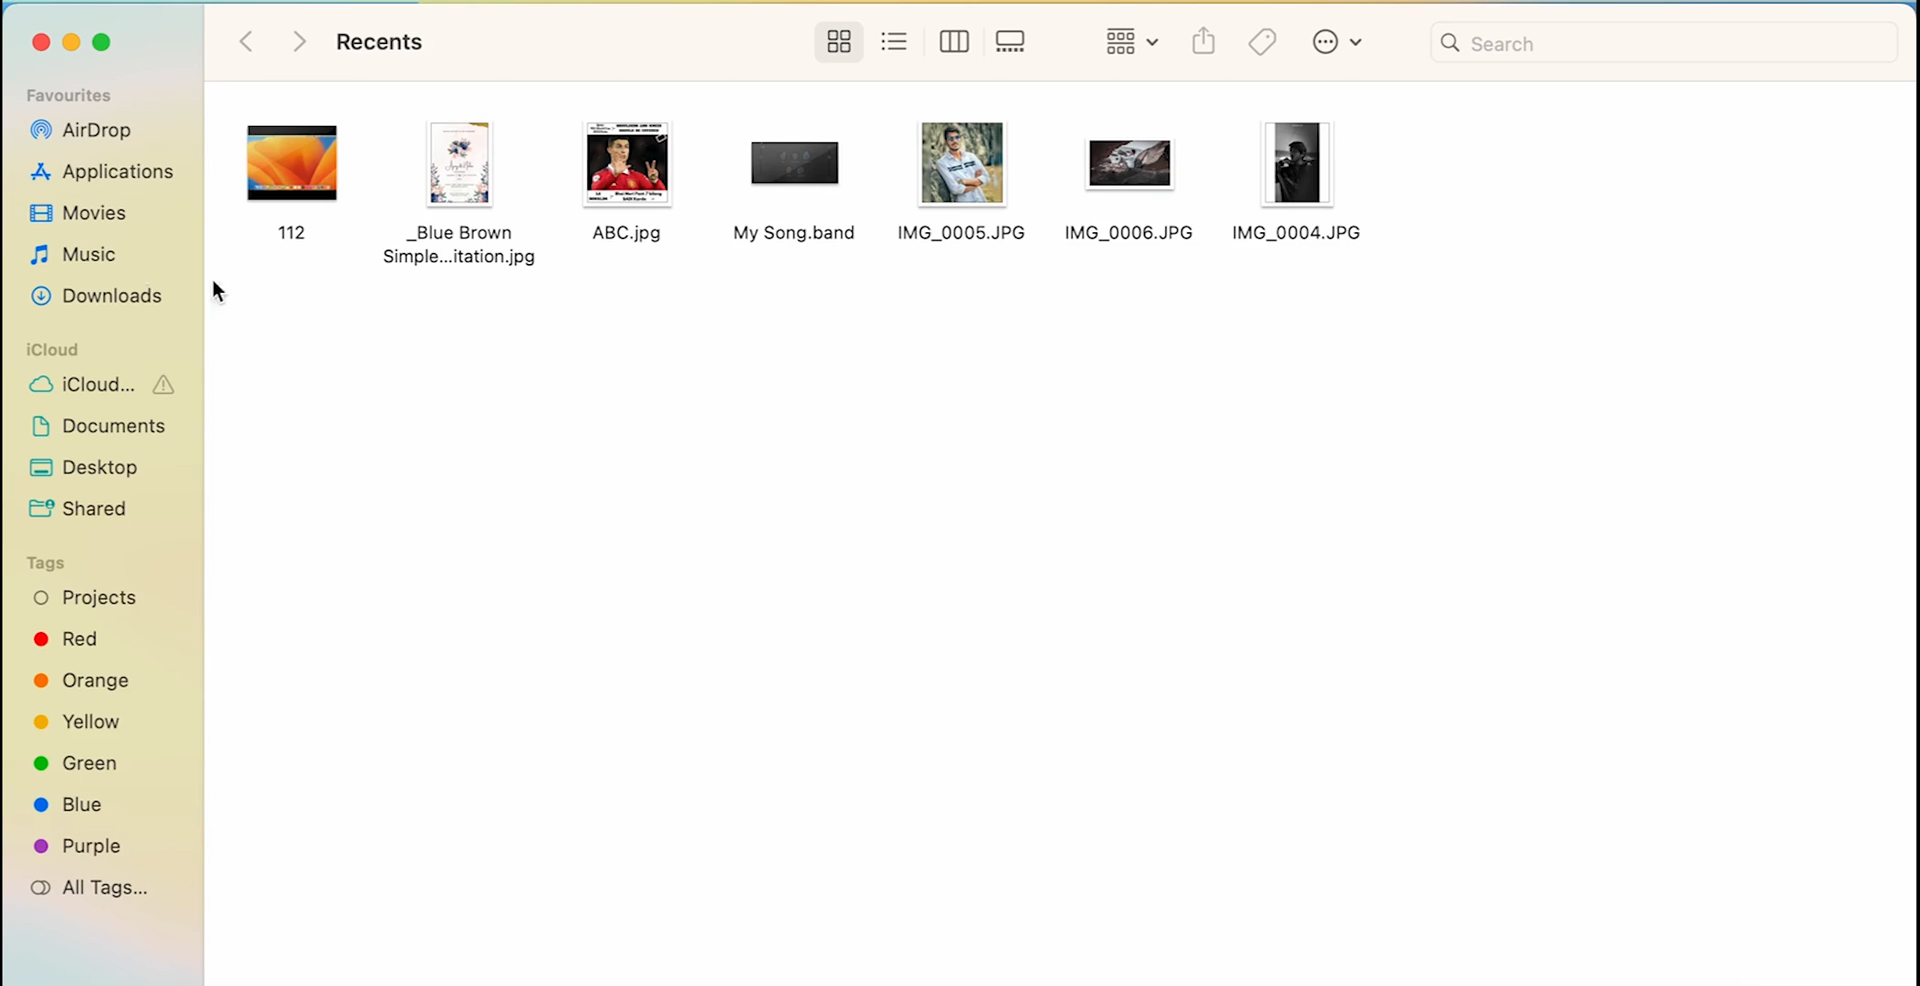 Recents
Search
Favourites
AirDrop
Applications
Movies
Music
Downloads
iCloud
iCloud...
Documents
Desktop
Shared
Tags
Projects
Red
Orange
Yellow
Green
Blue
Purple
All Tags...
112
_Blue Brown
Simple...itation.jpg
ABC.jpg
My Song.band
IMG_0005.JPG
IMG_0006.JPG
IMG_0004.JPG